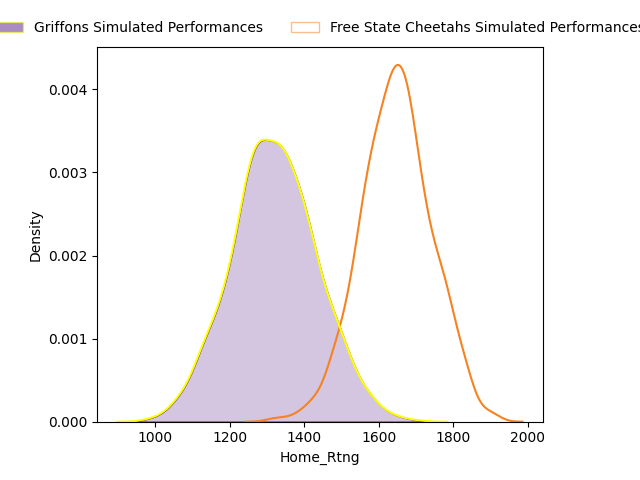 Griffons Simulated Performances
Free State Cheetahs Simulated Performances
0.004
0.003
0.002
0.001
0.000
Density
1000 1200 1400 1600 1800 2000
Home_Rtng